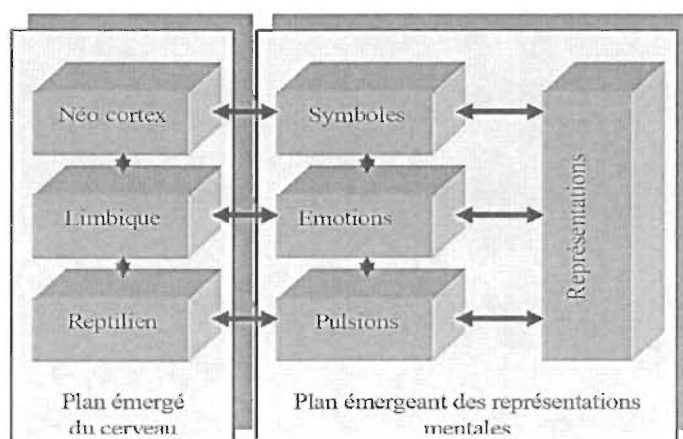 Néo cortex
Symboles
Limbique
Emotions
Représentations
Reptilien
Pulsions
Plan émergé
du cerveau
Plan émergeant des représentations
mentales